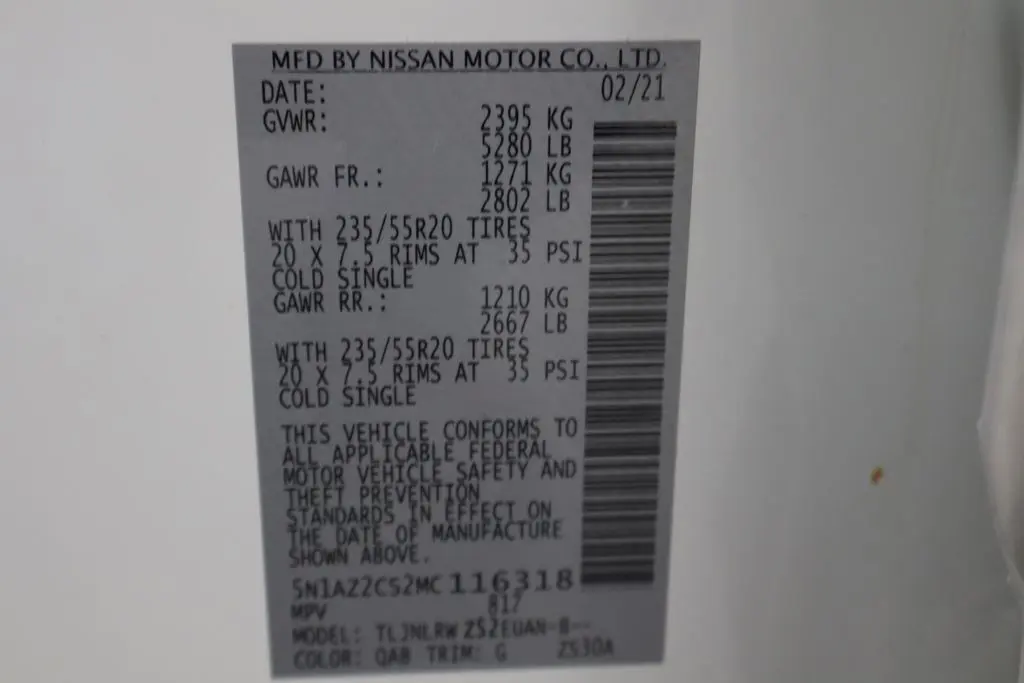 MFD BY NISSAN MOTOR CO., LTD.
DATE: 02/21
GVWR: 2395 KG
5280 LB
GAWR FR.: 1271 KG
2802 LB
WITH 235/55R20 TIRES
20 X 7.5 RIMS AT 35 PSI
COLD SINGLE
GAWR RR.: 1210 KG
2667 LB
WITH 235/55R20 TIRES
20 X 7.5 RIMS AT 35 PSI
COLD SINGLE
THIS VEHICLE CONFORMS TO
ALL APPLICABLE FEDERAL
MOTOR VEHICLE SAFETY AND
THEFT PREVENTION
STANDARDS IN EFFECT ON
THE DATE OF MANUFACTURE
SHOWN ABOVE.
5N1AZ2CS2MC116318
MPV 817
MODEL: TLJNLRWZS2EUAN-B--
COLOR: QAB TRIM: G ZS30A